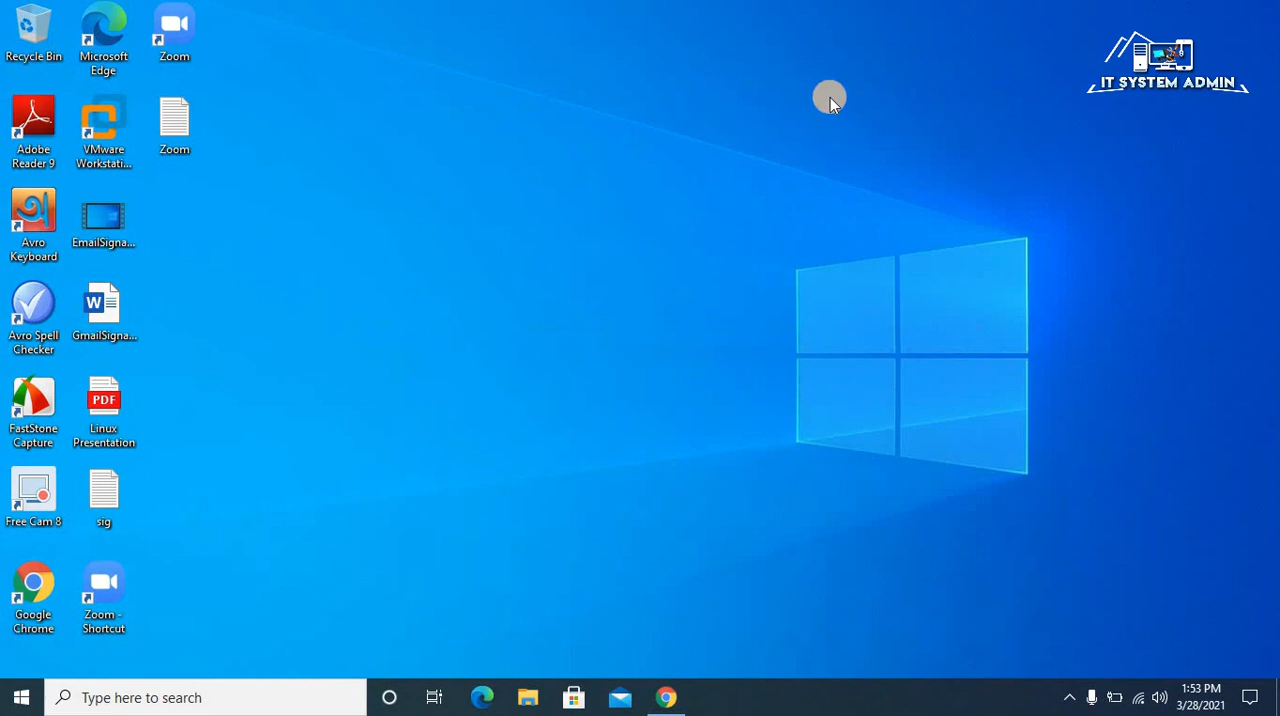 Recycle Bin
Microsoft
Edge
Zoom
IT SYSTEM ADMIN
Adobe
Reader 9
VMware
Workstati...
Zoom
Avro
Keyboard
EmailSigna...
Avro Spell
Checker
W
GmailSigna...
FastStone
Capture
PDF
Linux
Presentation
Free Cam 8
sig
Google
Chrome
Zoom -
Shortcut
Type here to search
1:53 PM
3/28/2021